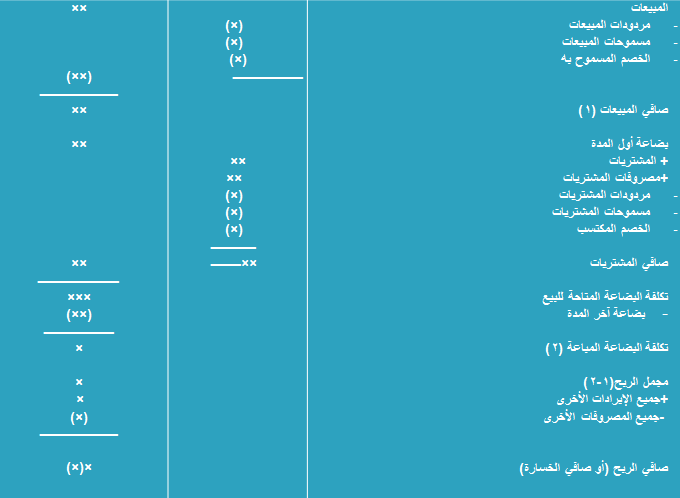 المبيعات ××
- مردودات المبيعات (×)
- مسموحات المبيعات (×)
- الخصم المسموح به (×)
(××)
صافي المبيعات (١) ××
بضاعة أول المدة ××
+ المشتريات ××
+مصروفات المشتريات ××
- مردودات المشتريات (×)
- مسموحات المشتريات (×)
- الخصم المكتسب (×)
صافي المشتريات ×× ××
تكلفة البضاعة المتاحة للبيع ×××
- بضاعة آخر المدة (××)
تكلفة البضاعة المباعة (٢) ×
مجمل الربح(١-٢) ×
+جميع الإيرادات الأخرى ×
-جميع المصروفات الأخرى (×)
صافي الربح (أو صافي الخسارة) ×(×)